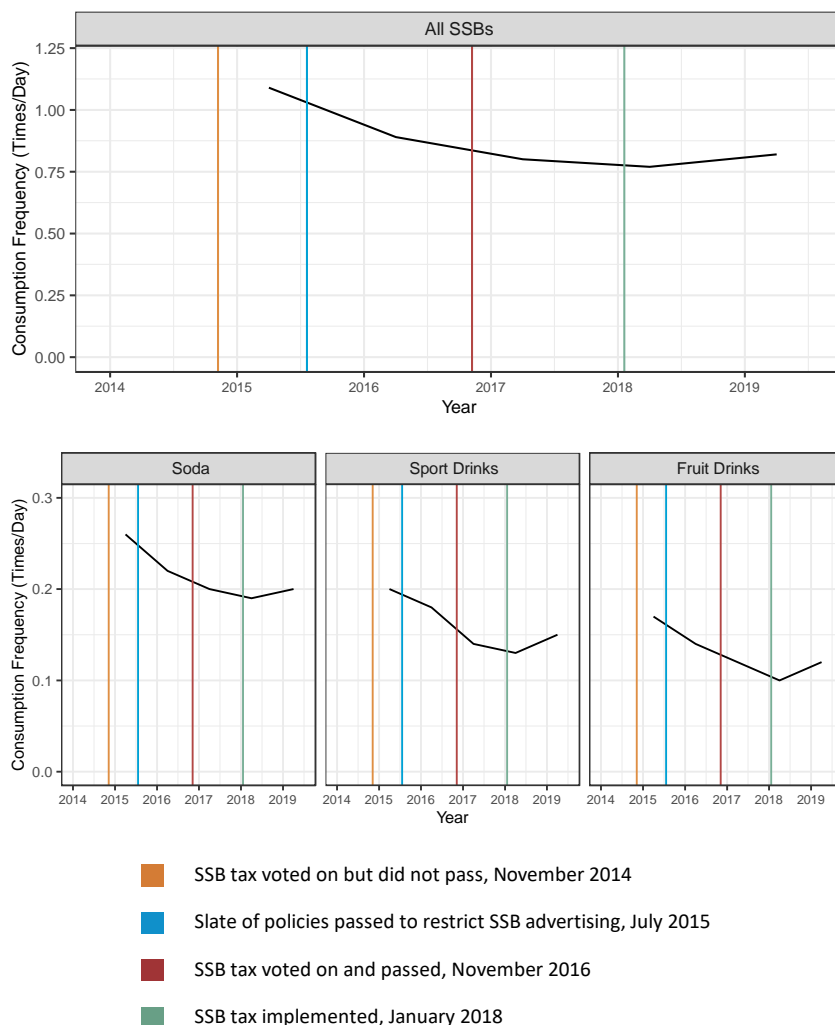 All SSBs
1.25
1.00
0.75
0.50
0.25
0.00
Consumption Frequency (Times/Day)
2014 2015 2016 2017 2018 2019
Year
Soda Sport Drinks Fruit Drinks
0.3
0.2
0.1
0.0
Consumption Frequency (Times/Day)
2014 2015 2016 2017 2018 2019 2014 2015 2016 2017 2018 2019 2014 2015 2016 2017 2018 2019
Year
SSB tax voted on but did not pass, November 2014
Slate of policies passed to restrict SSB advertising, July 2015
SSB tax voted on and passed, November 2016
SSB tax implemented, January 2018